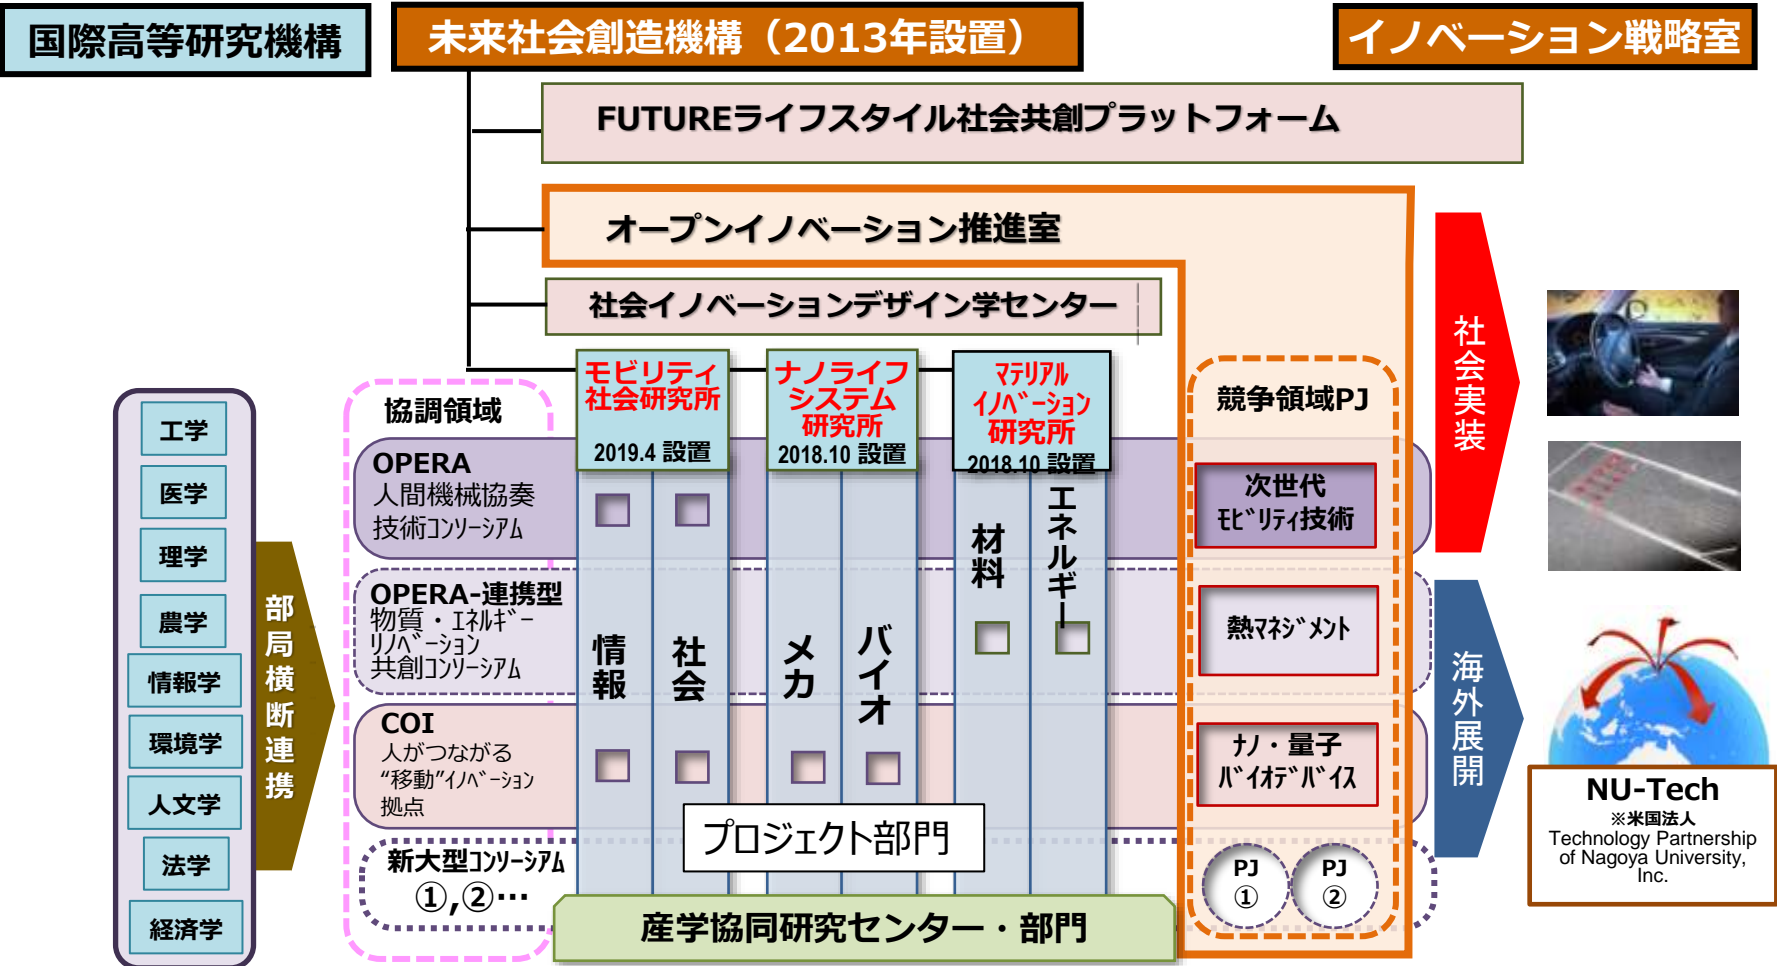 国際高等研究機構
未来社会創造機構（2013年設置）
イノベーション戦略室
FUTUREライフスタイル社会共創プラットフォーム
オープンイノベーション推進室
社会イノベーションデザイン学センター
モビリティ
社会研究所
2019.4 設置
ナノライフ
システム
研究所
2018.10 設置
ﾏﾃﾘｱﾙ
ｲﾉﾍﾞｰｼｮﾝ
研究所
2018.10 設置
工学
医学
理学
農学
情報学
環境学
人文学
法学
経済学
部局横断連携
協調領域
OPERA
人間機械協奏
技術ｺﾝｿｰｼｱﾑ
OPERA-連携型
物質・ｴﾈﾙｷﾞｰ
ﾘﾉﾍﾞｰｼｮﾝ
共創ｺﾝｿｰｼｱﾑ
COI
人がつながる
“移動”ｲﾉﾍﾞｰｼｮﾝ
拠点
新大型ｺﾝｿｰｼｱﾑ
①,②…
情報
社会
メカ
バイオ
材料
エネルギー
プロジェクト部門
産学協同研究センター・部門
競争領域PJ
次世代
ﾓﾋﾞﾘﾃｨ技術
熱ﾏﾈｼﾞﾒﾝﾄ
ﾅﾉ・量子
ﾊﾞｲｵﾃﾞﾊﾞｲｽ
PJ
①
PJ
②
社会実装
海外展開
NU-Tech
※米国法人
Technology Partnership
of Nagoya University,
Inc.